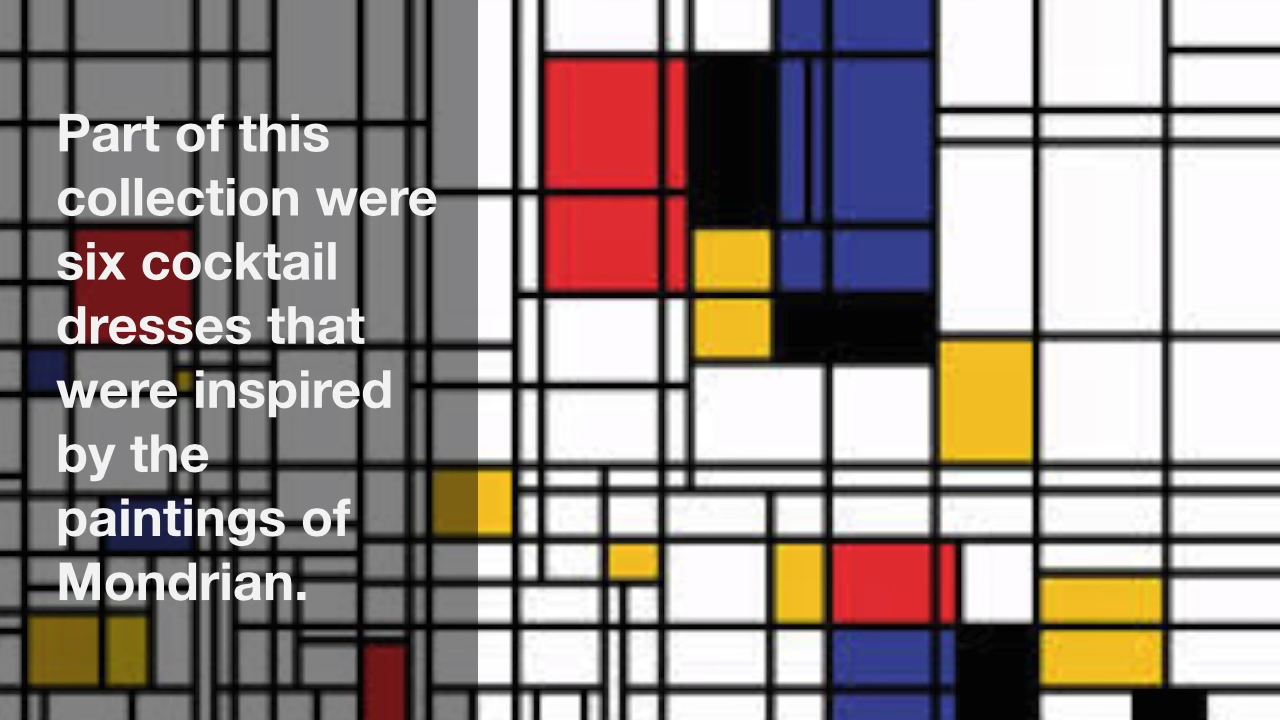 Part of this
collection were
six cocktail
dresses that
were inspired
by the
paintings of
Mondrian.